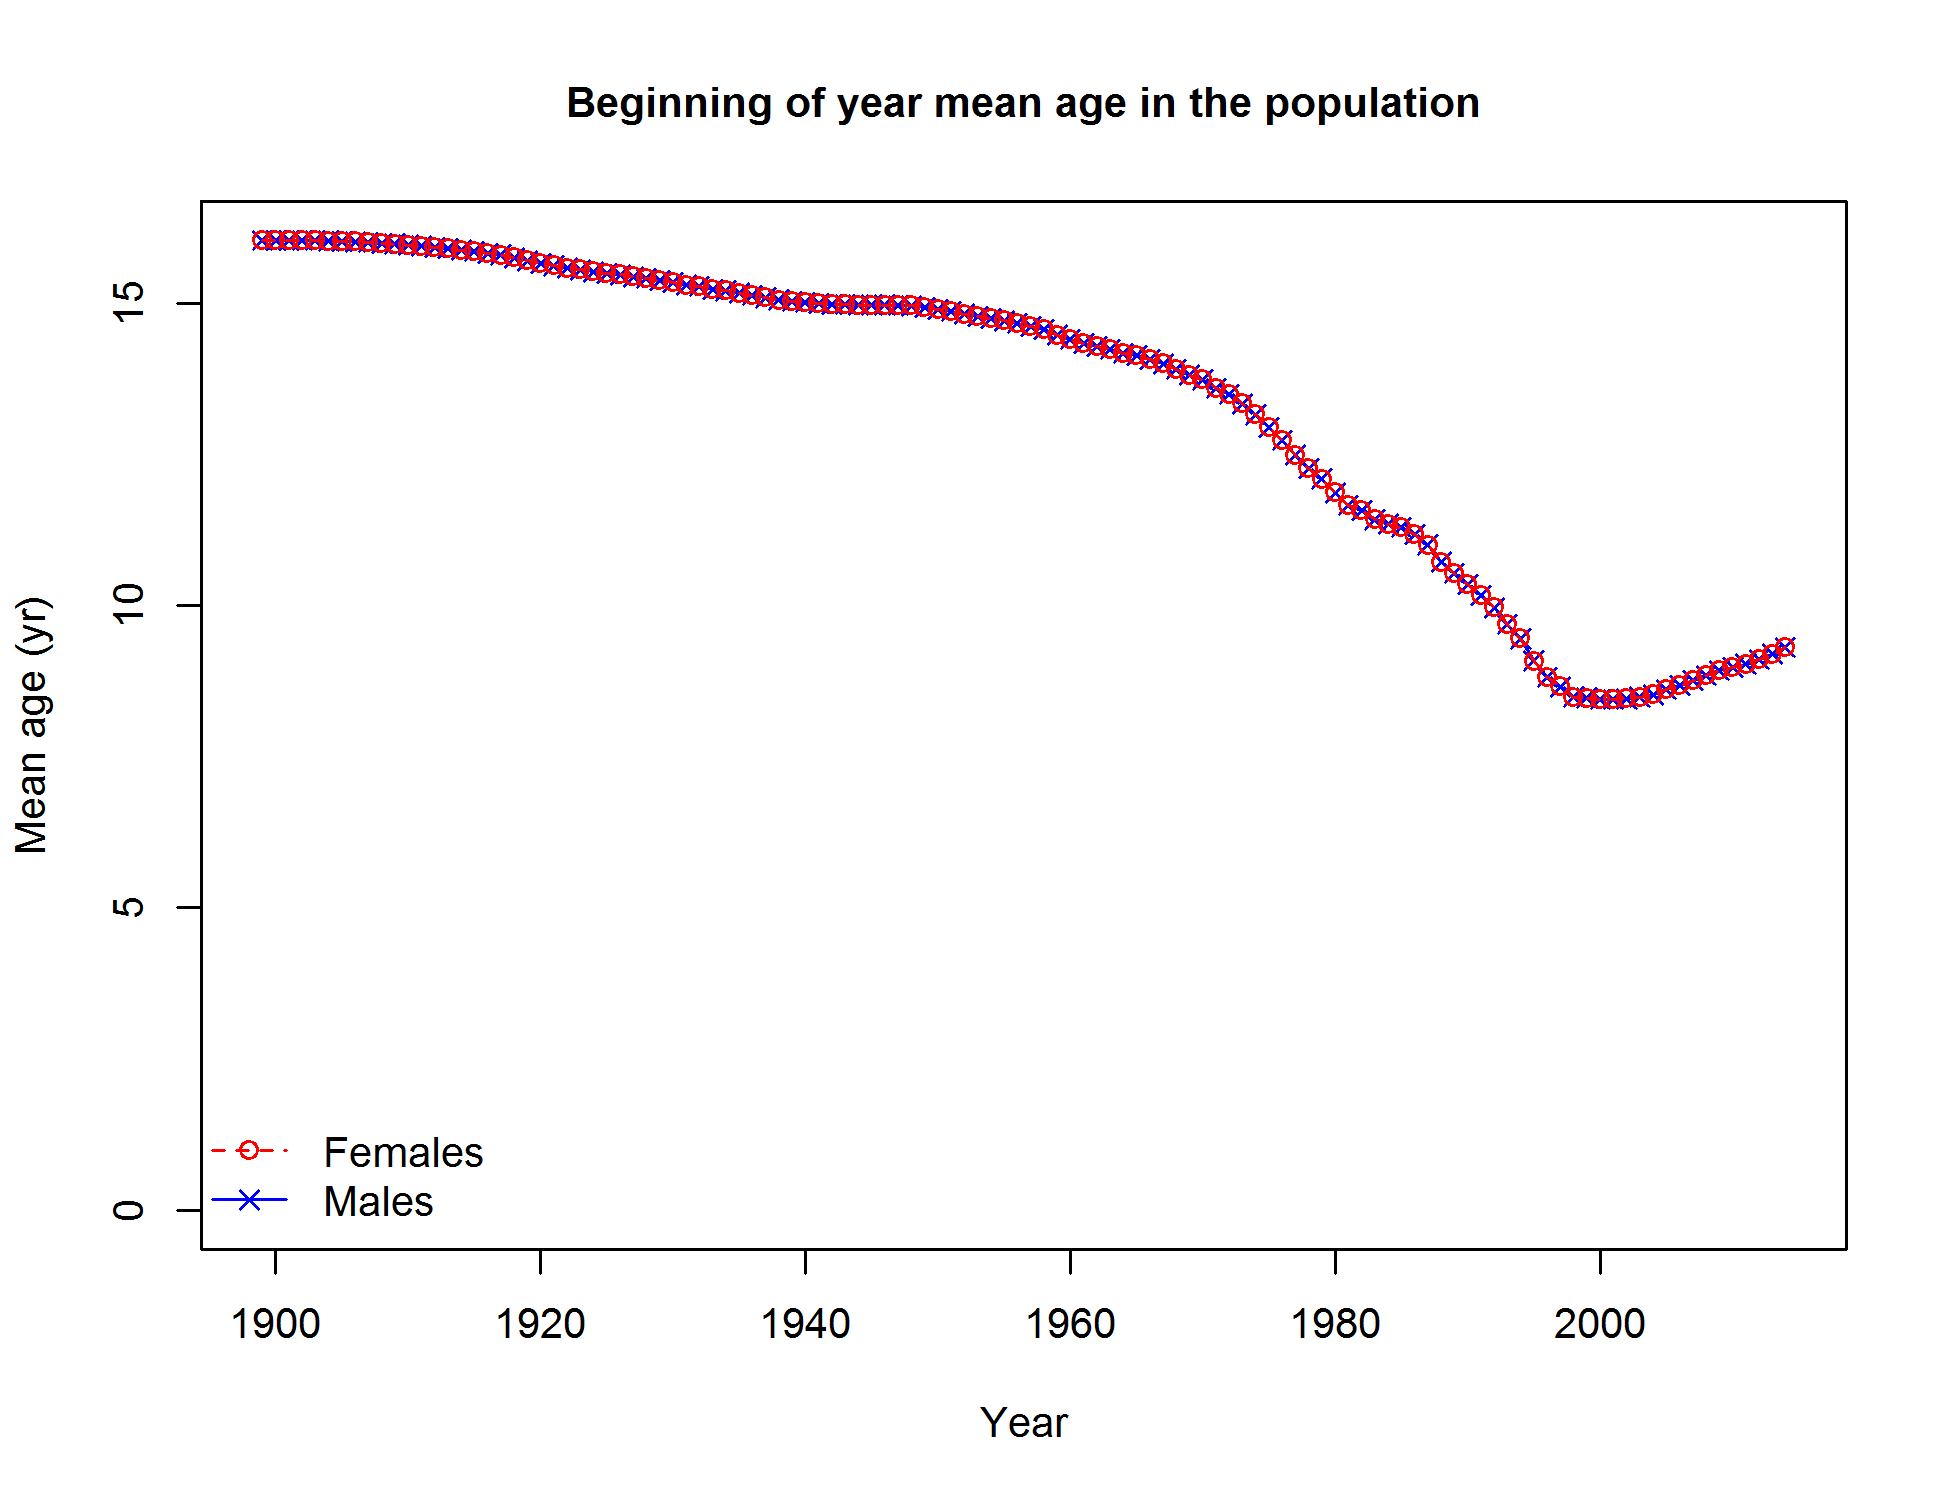 Beginning of year mean age in the population
Mean age (yr)
15
10
5
0
Females
Males
1900 1920 1940 1960 1980 2000
Year